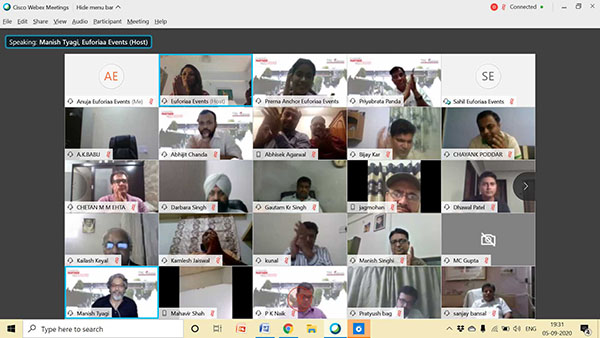 Cisco Webex Meetings Hide menu bar Connected
File Edit Share View Audio Participant Meeting Help
Speaking: Manish Tyagi, Euforiaa Events (Host)
AE SE
Anuja Euforiaa Events (Me) Euforiaa Events (Host) Prerna Anchor Euforiaa Events Priyabrata Panda Sahil Euforiaa Events
A.K.BABU Abhijit Chanda Abhisek Agarwal Bijay Kar CHAYANK PODDAR
CHETAN M M EHTA Darbara Singh Gautam Kr Singh jagmohan Dhawal Patel
Kailash Keyal Kamlesh Jaiswal kunal Manish Singhi MC Gupta
Manish Tyagi Mahavir Shah P K Naik Pratyush bag sanjay bansal
Type here to search ENG 19:31 05-09-2020 4